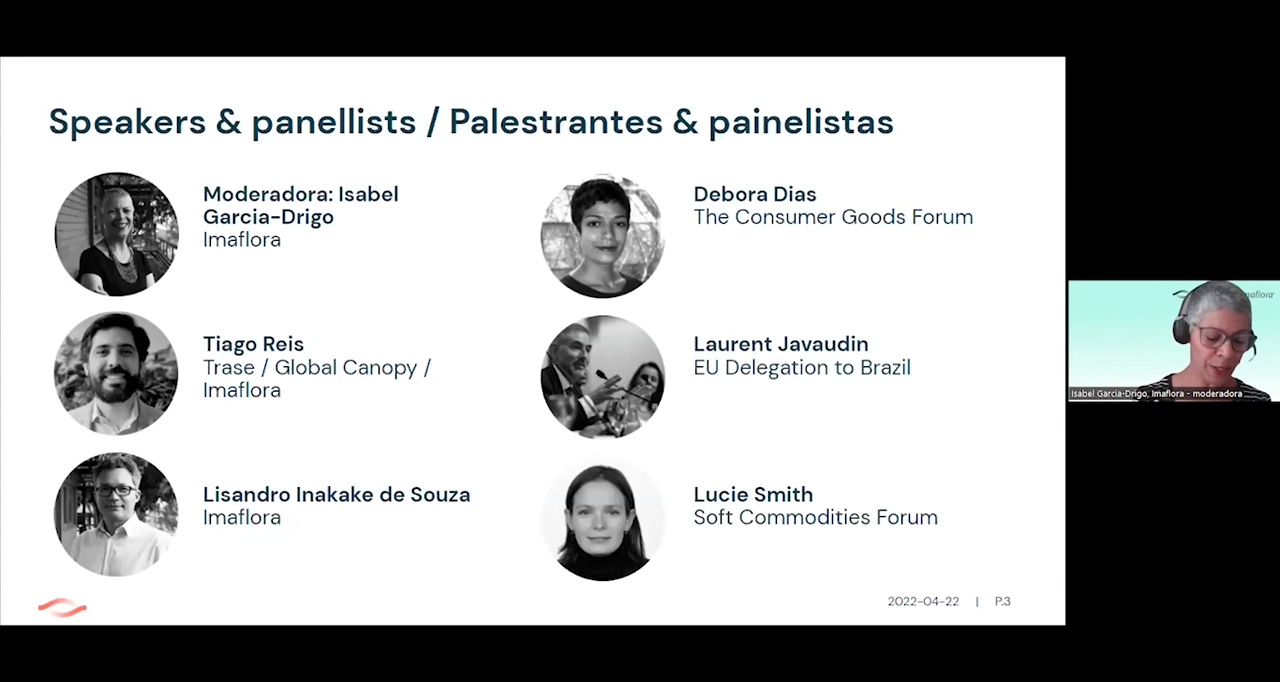 Speakers & panellists / Palestrantes & painelistas
Moderadora: Isabel
Garcia-Drigo
Imaflora
Debora Dias
The Consumer Goods Forum
Tiago Reis
Trase / Global Canopy /
Imaflora
Laurent Javaudin
EU Delegation to Brazil
Lisandro Inakake de Souza
Imaflora
Lucie Smith
Soft Commodities Forum
2022-04-22 | P.3
Isabel Garcia-Drigo, Imaflora - moderadora